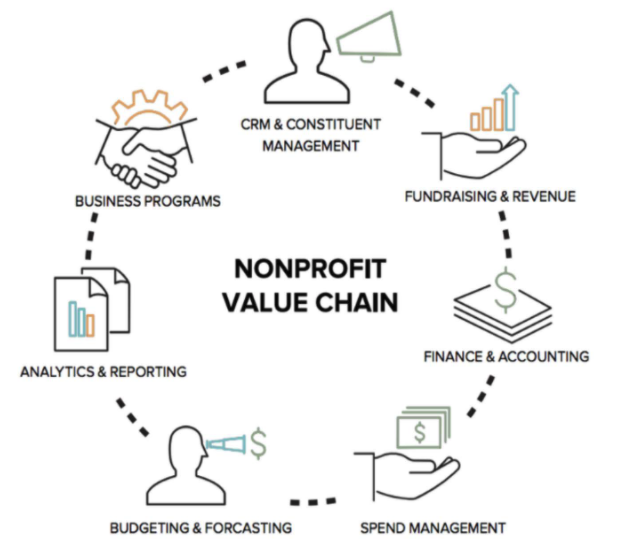 CRM & CONSTITUENT
MANAGEMENT
FUNDRAISING & REVENUE
$
FINANCE & ACCOUNTING
$
SPEND MANAGEMENT
$
BUDGETING & FORCASTING
ANALYTICS & REPORTING
BUSINESS PROGRAMS
NONPROFIT
VALUE CHAIN